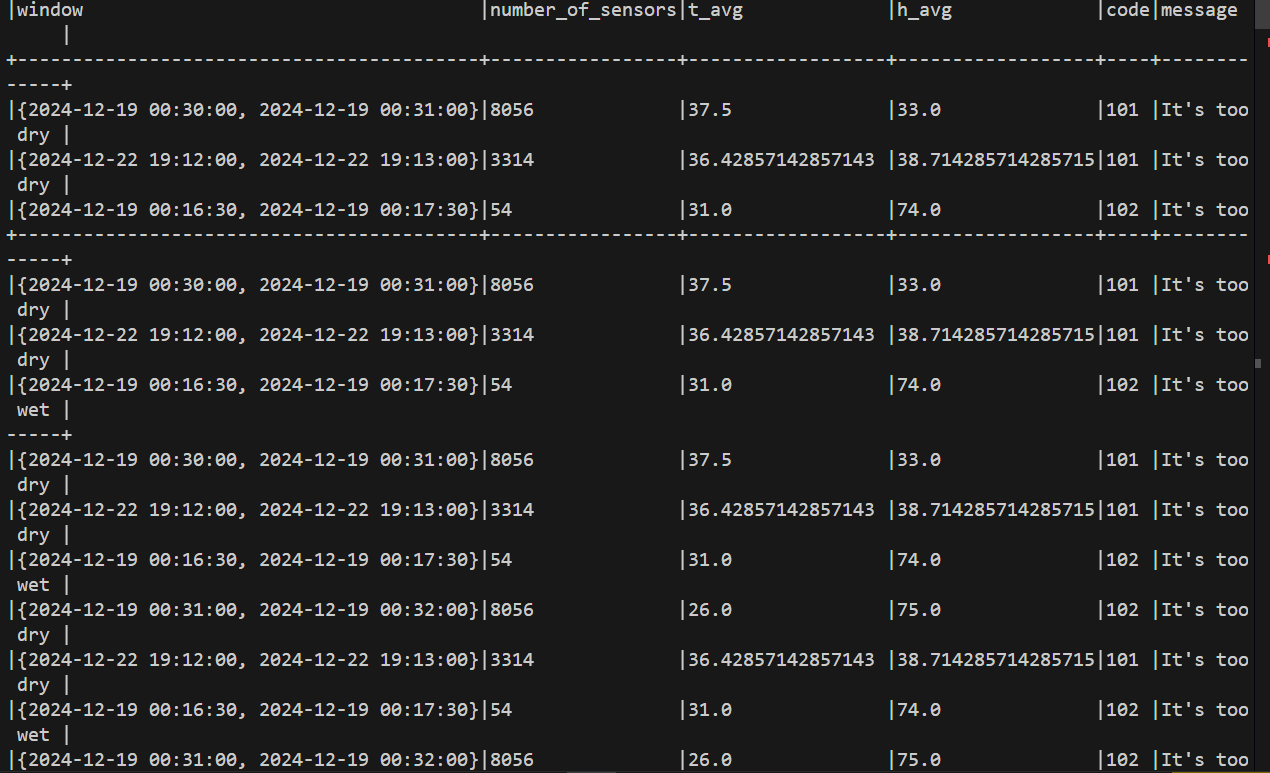 |window                                    |number_of_sensors|t_avg             |h_avg             |code|message
     |
+------------------------------------------+-----------------+------------------+------------------+----+--------
-----+
|{2024-12-19 00:30:00, 2024-12-19 00:31:00}|8056             |37.5              |33.0              |101 |It's too
 dry |
|{2024-12-22 19:12:00, 2024-12-22 19:13:00}|3314             |36.42857142857143 |38.714285714285715|101 |It's too
 dry |
|{2024-12-19 00:16:30, 2024-12-19 00:17:30}|54               |31.0              |74.0              |102 |It's too
+------------------------------------------+-----------------+------------------+------------------+----+--------
-----+
|{2024-12-19 00:30:00, 2024-12-19 00:31:00}|8056             |37.5              |33.0              |101 |It's too
 dry |
|{2024-12-22 19:12:00, 2024-12-22 19:13:00}|3314             |36.42857142857143 |38.714285714285715|101 |It's too
 dry |
|{2024-12-19 00:16:30, 2024-12-19 00:17:30}|54               |31.0              |74.0              |102 |It's too
 wet |
-----+
|{2024-12-19 00:30:00, 2024-12-19 00:31:00}|8056             |37.5              |33.0              |101 |It's too
 dry |
|{2024-12-22 19:12:00, 2024-12-22 19:13:00}|3314             |36.42857142857143 |38.714285714285715|101 |It's too
 dry |
|{2024-12-19 00:16:30, 2024-12-19 00:17:30}|54               |31.0              |74.0              |102 |It's too
 wet |
|{2024-12-19 00:31:00, 2024-12-19 00:32:00}|8056             |26.0              |75.0              |102 |It's too
 dry |
|{2024-12-22 19:12:00, 2024-12-22 19:13:00}|3314             |36.42857142857143 |38.714285714285715|101 |It's too
 dry |
|{2024-12-19 00:16:30, 2024-12-19 00:17:30}|54               |31.0              |74.0              |102 |It's too
 wet |
|{2024-12-19 00:31:00, 2024-12-19 00:32:00}|8056             |26.0              |75.0              |102 |It's too